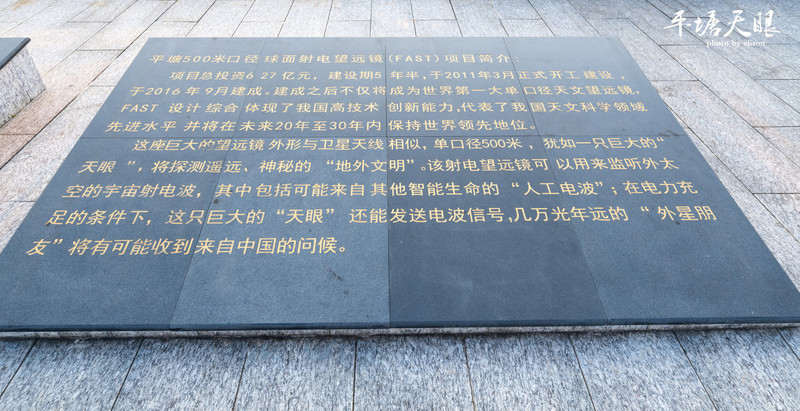 平塘天眼
photo by alison
平塘500米口径球面射电望远镜(FAST)项目简介:
项目总投资6.27亿元，建设期5年半,于2011年3月正式开工建设，
于2016年9月建成。建成之后不仅将成为世界第一大单口径天文望远镜，
FAST 设计综合体现了我国高技术创新能力,代表了我国天文科学领域
先进水平 并将在未来20年至30年内保持世界领先地位。
这座巨大的望远镜外形与卫星天线相似，单口径500米，犹如一只巨大的“
天眼”，将探测遥远、神秘的“地外文明”。该射电望远镜可以用来监听外太
空的宇宙射电波，其中包括可能来自其他智能生命的“人工电波”；在电力充
足的条件下，这只巨大的“天眼”还能发送电波信号,几万光年远的“外星朋
友”将有可能收到来自中国的问候。